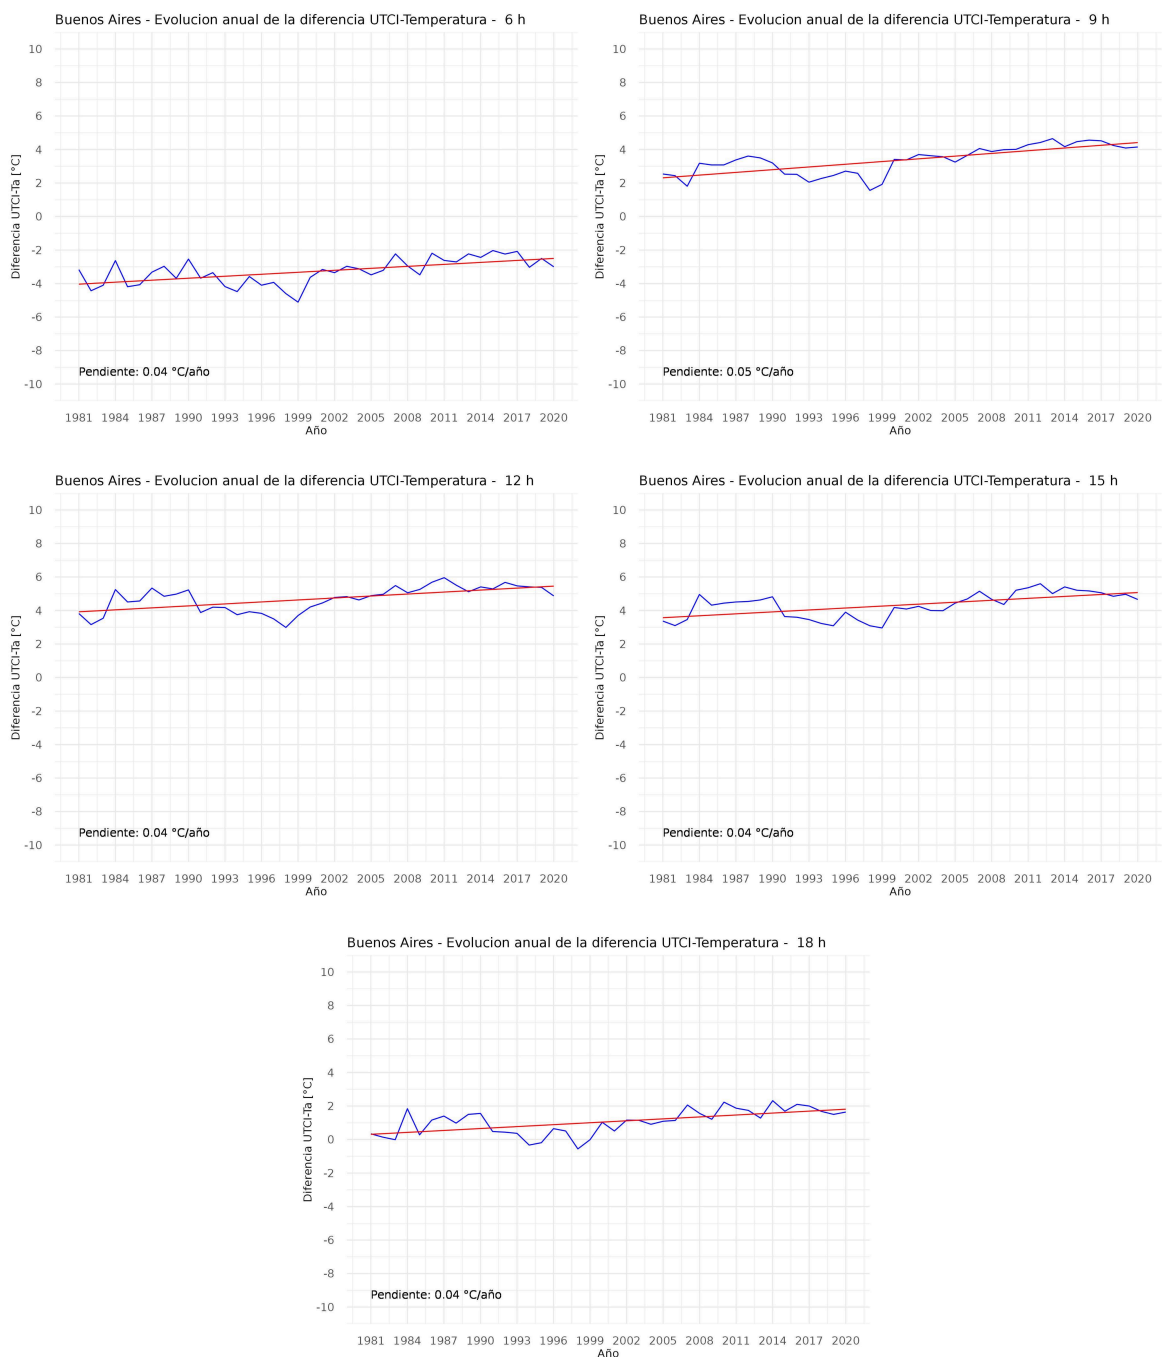 Buenos Aires - Evolucion anual de la diferencia UTCI-Temperatura -  6 h
10
8
6
4
2
0
-2
-4
-6
-8
-10
Diferencia UTCI-Ta [°C]
Pendiente: 0.04 °C/año
1981 1984 1987 1990 1993 1996 1999 2002 2005 2008 2011 2014 2017 2020
Año
Buenos Aires - Evolucion anual de la diferencia UTCI-Temperatura -  9 h
10
8
6
4
2
0
-2
-4
-6
-8
-10
Diferencia UTCI-Ta [°C]
Pendiente: 0.05 °C/año
1981 1984 1987 1990 1993 1996 1999 2002 2005 2008 2011 2014 2017 2020
Año
Buenos Aires - Evolucion anual de la diferencia UTCI-Temperatura -  12 h
10
8
6
4
2
0
-2
-4
-6
-8
-10
Diferencia UTCI-Ta [°C]
Pendiente: 0.04 °C/año
1981 1984 1987 1990 1993 1996 1999 2002 2005 2008 2011 2014 2017 2020
Año
Buenos Aires - Evolucion anual de la diferencia UTCI-Temperatura -  15 h
10
8
6
4
2
0
-2
-4
-6
-8
-10
Diferencia UTCI-Ta [°C]
Pendiente: 0.04 °C/año
1981 1984 1987 1990 1993 1996 1999 2002 2005 2008 2011 2014 2017 2020
Año
Buenos Aires - Evolucion anual de la diferencia UTCI-Temperatura -  18 h
10
8
6
4
2
0
-2
-4
-6
-8
-10
Diferencia UTCI-Ta [°C]
Pendiente: 0.04 °C/año
1981 1984 1987 1990 1993 1996 1999 2002 2005 2008 2011 2014 2017 2020
Año